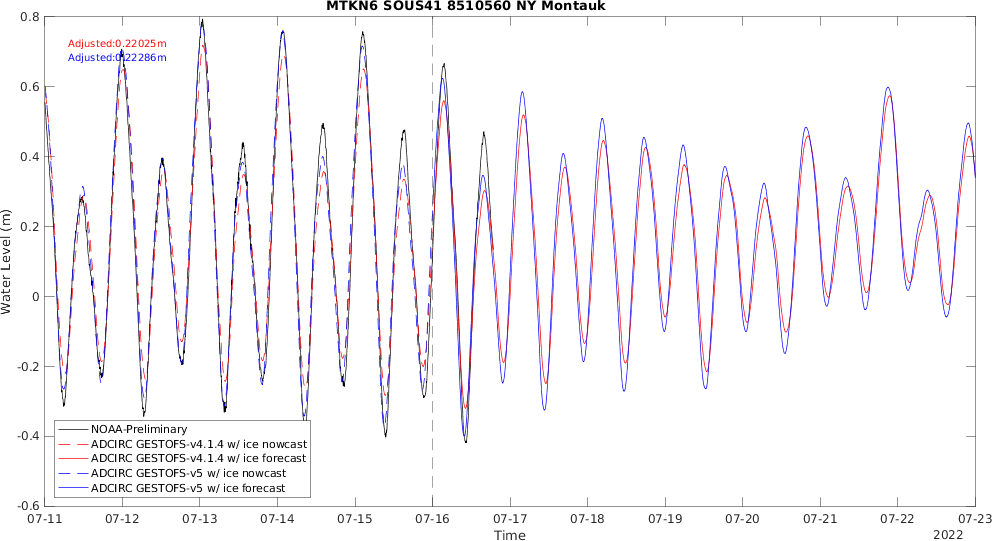 MTKN6 SOUS41 8510560 NY Montauk
Adjusted:0.22025m
Adjusted:0.22286m
Water Level (m)
0.8
0.6
0.4
0.2
0
-0.2
-0.4
-0.6
NOAA-Preliminary
ADCIRC GESTOFS-v4.1.4 w/ ice nowcast
ADCIRC GESTOFS-v4.1.4 w/ ice forecast
ADCIRC GESTOFS-v5 w/ ice nowcast
ADCIRC GESTOFS-v5 w/ ice forecast
07-11 07-12 07-13 07-14 07-15 07-16 07-17 07-18 07-19 07-20 07-21 07-22 07-23
Time
2022